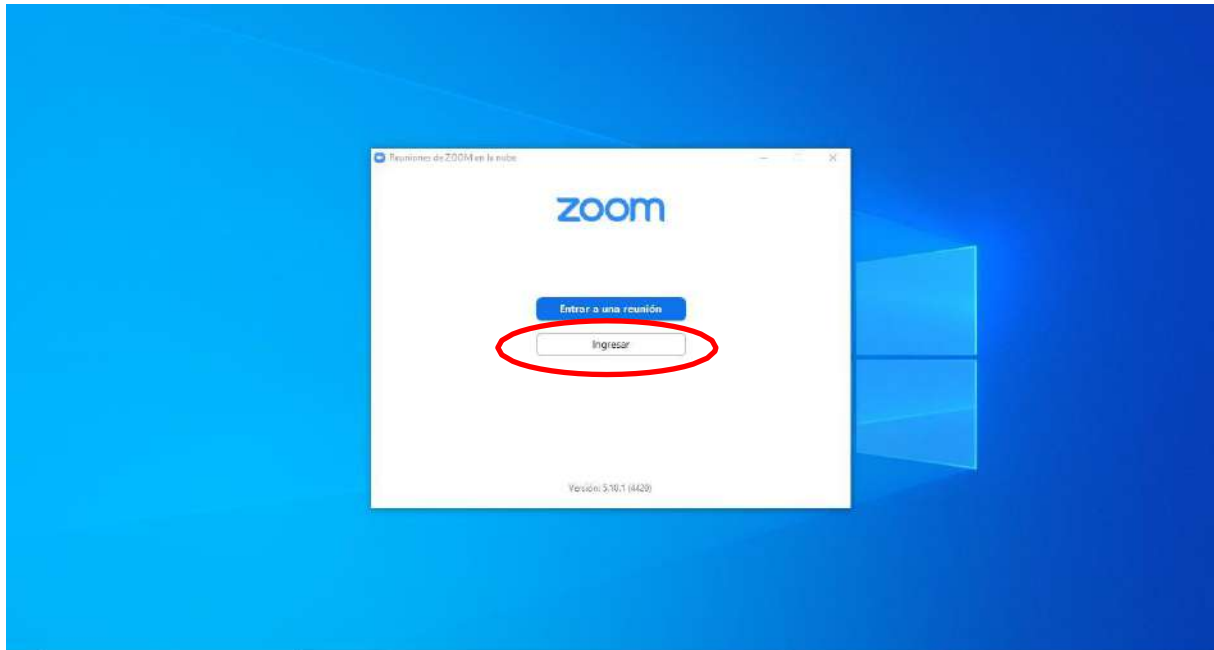 Reuniones de ZOOM en la nube
zoom
Entrar a una reunión
Ingresar
Versión: 5.10.1 (4420)